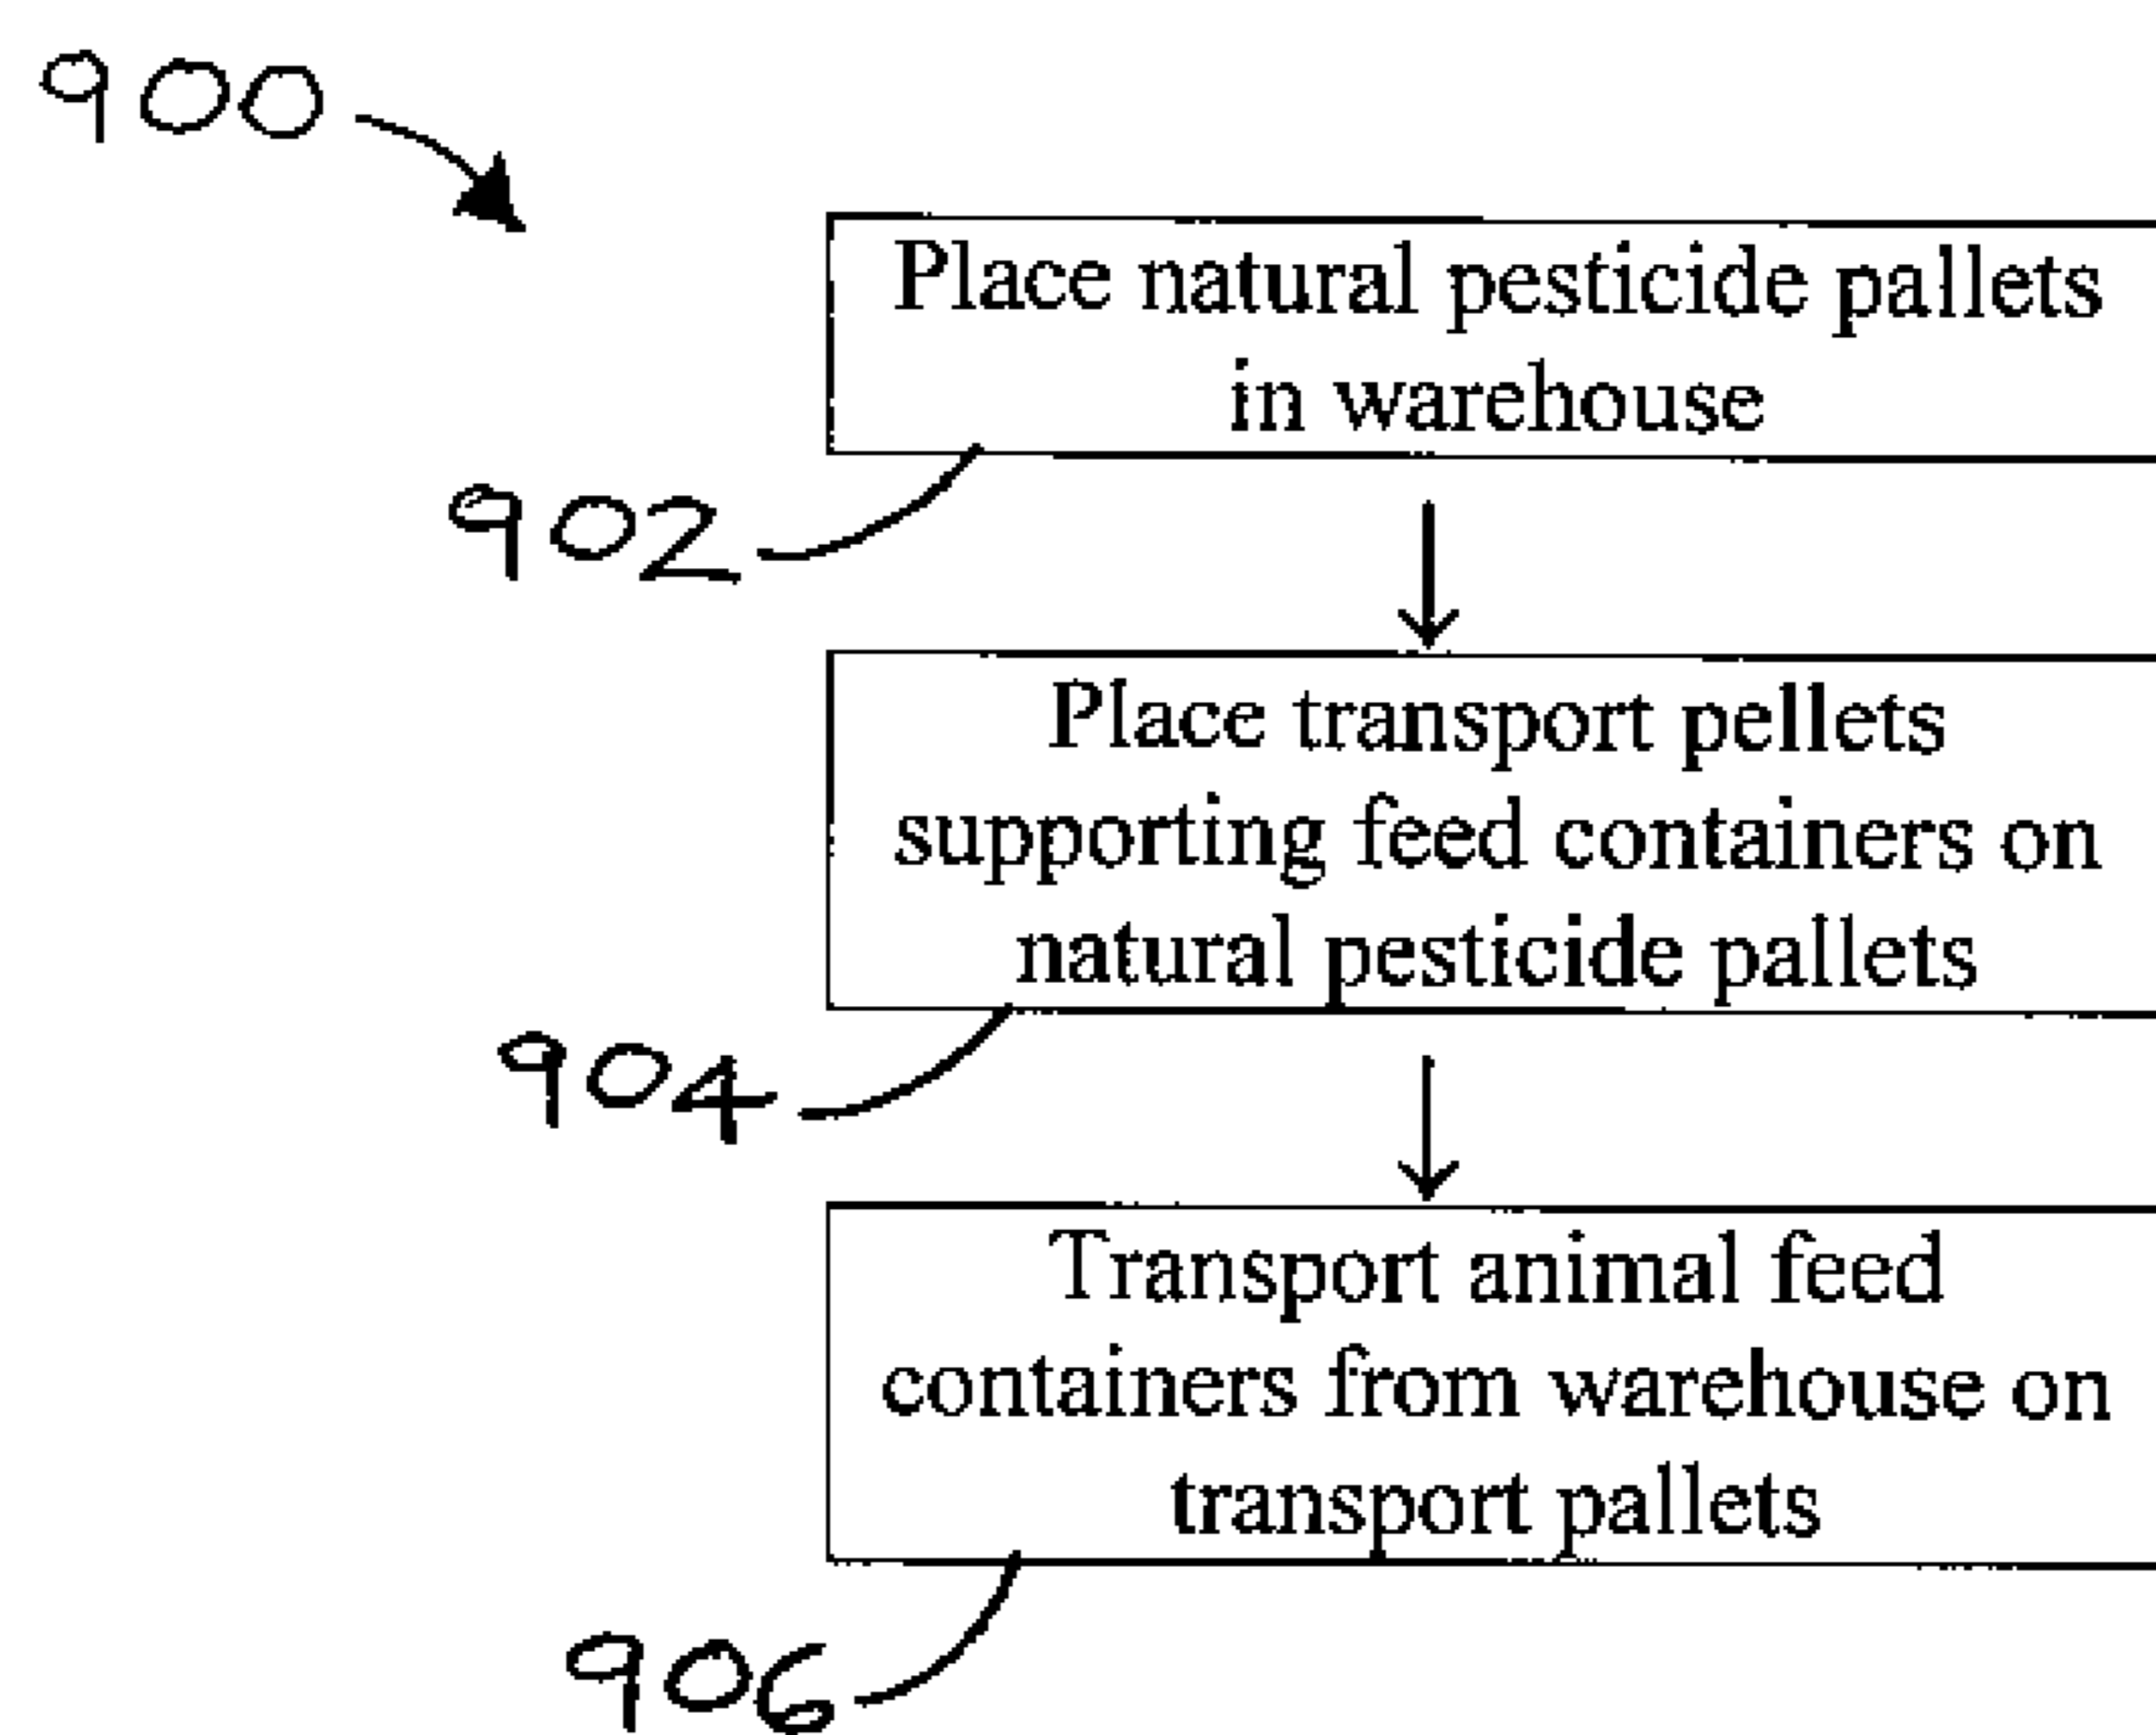 900
Place natural pesticide pallets
in warehouse
902
Place transport pellets
supporting feed containers on
natural pesticide pallets
904
Transport animal feed
containers from warehouse on
transport pallets
906